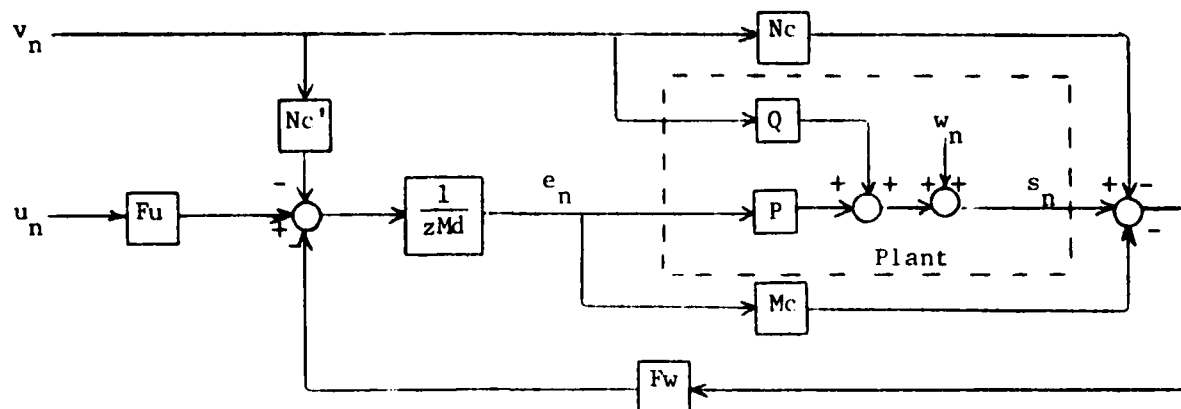 v_n
Nc
Nc'
Q
w_n
u_n
Fu
1
zMd
e_n
P
s_n
Plant
Mc
Fw
- + - + + + + + + - -